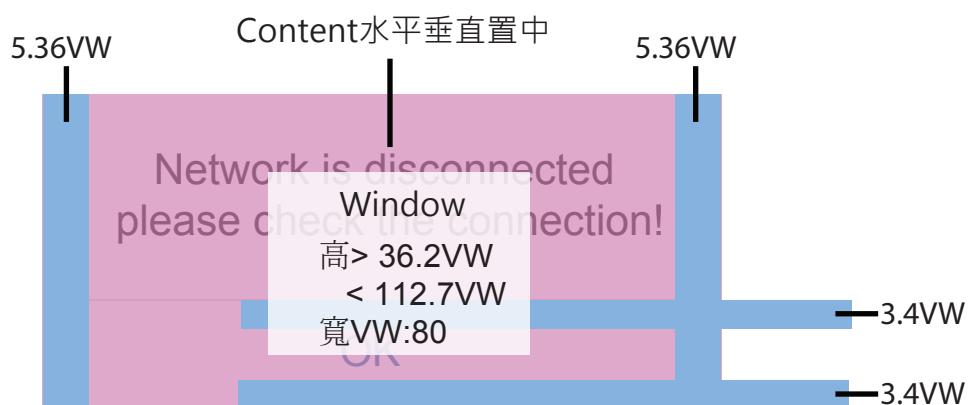 Content水平垂直置中
5.36VW
5.36VW
Network is disconnected
please check the connection!
Window
高> 36.2VW
< 112.7VW
寬VW:80
OK
3.4VW
3.4VW